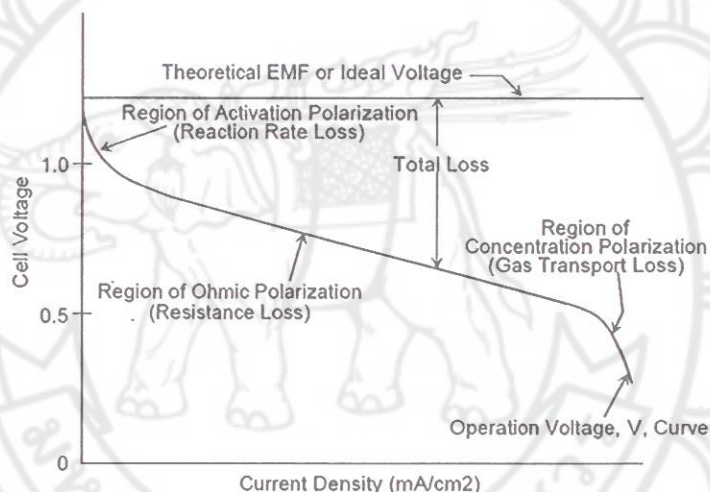 Theoretical EMF or Ideal Voltage
Region of Activation Polarization
(Reaction Rate Loss)
Total Loss
1.0
Cell Voltage
Region of
Concentration Polarization
(Gas Transport Loss)
Region of Ohmic Polarization
(Resistance Loss)
0.5
Operation Voltage, V, Curve
0
Current Density (mA/cm2)